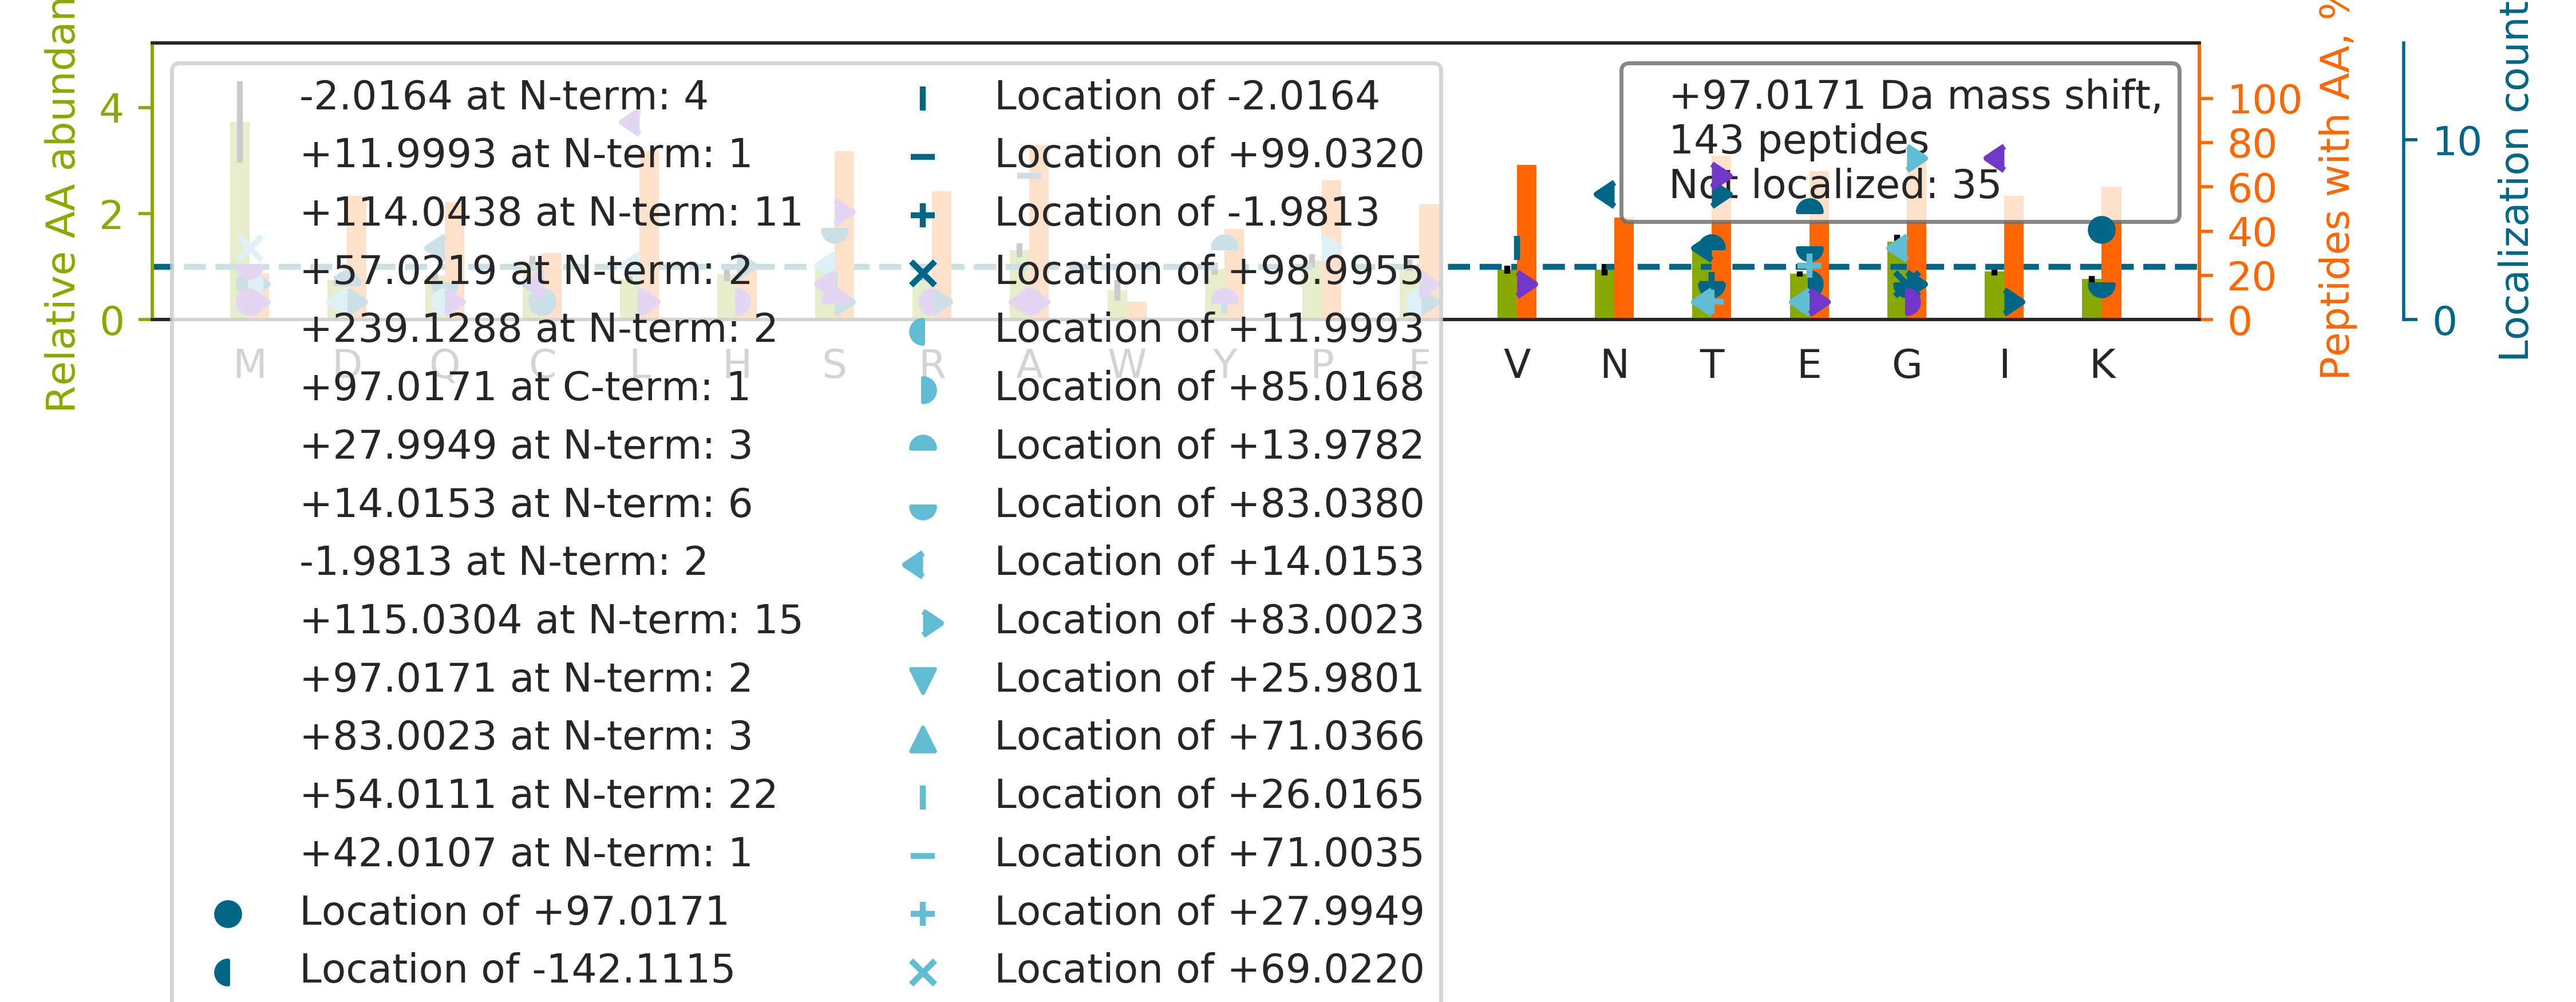 Relative AA abundan
4
2
0
-2.0164 at N-term: 4
+11.9993 at N-term: 1
+114.0438 at N-term: 11
+57.0219 at N-term: 2
+239.1288 at N-term: 2
+97.0171 at C-term: 1
+27.9949 at N-term: 3
+14.0153 at N-term: 6
-1.9813 at N-term: 2
+115.0304 at N-term: 15
+97.0171 at N-term: 2
+83.0023 at N-term: 3
+54.0111 at N-term: 22
+42.0107 at N-term: 1
Location of +97.0171
Location of -142.1115
Location of -2.0164
Location of +99.0320
Location of -1.9813
Location of +98.9955
Location of +11.9993
Location of +85.0168
Location of +13.9782
Location of +83.0380
Location of +14.0153
Location of +83.0023
Location of +25.9801
Location of +71.0366
Location of +26.0165
Location of +71.0035
Location of +27.9949
Location of +69.0220
+97.0171 Da mass shift,
143 peptides
Not localized: 35
M D Q C L H S R A W Y P F V N T E G I K
100
80
60
40
20
0
Peptides with AA, %
10
0
Localization count